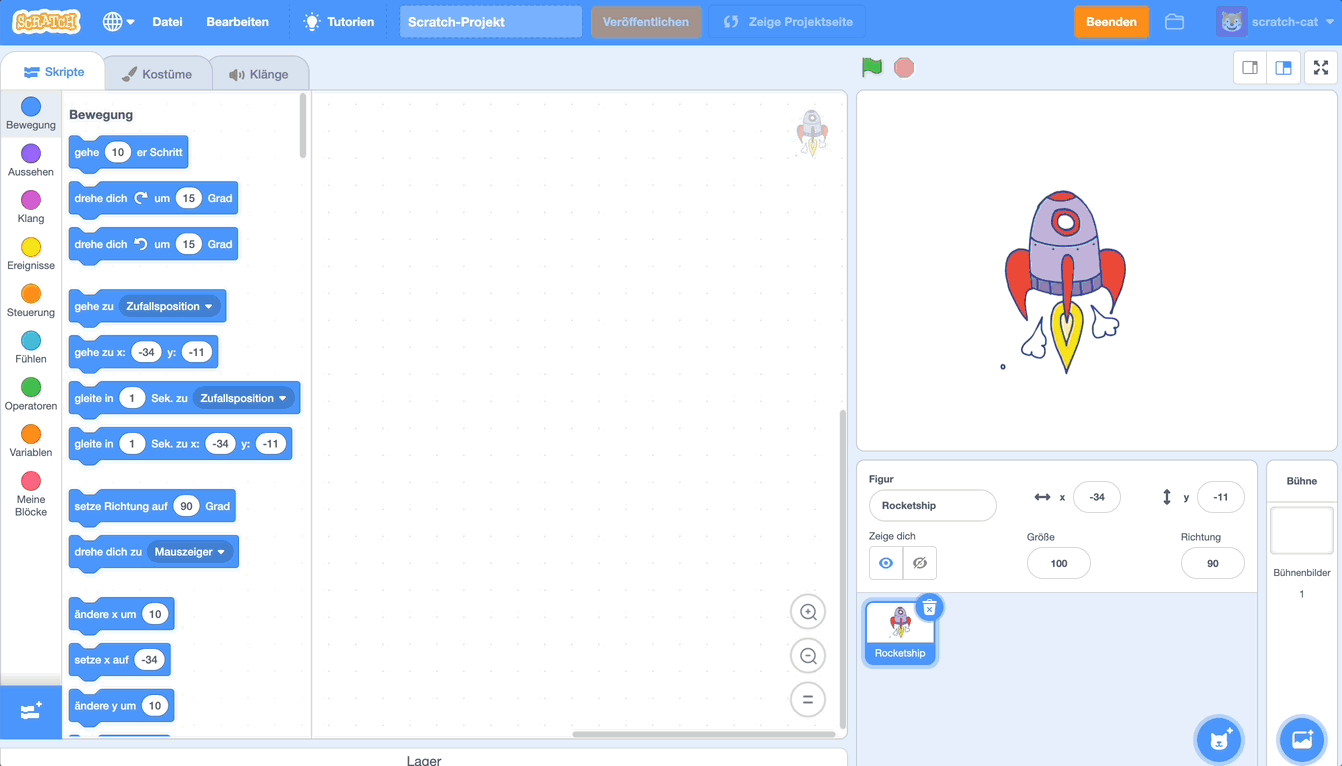 SCRATCH
Datei
Bearbeiten
Tutorien
Scratch-Projekt
Veröffentlichen
Zeige Projektseite
Beenden
scratch-cat
Skripte
Kostüme
Klänge
Bewegung
Aussehen
Klang
Ereignisse
Steuerung
Fühlen
Operatoren
Variablen
Meine
Blöcke
Bewegung
gehe 10 er Schritt
drehe dich um 15 Grad
drehe dich um 15 Grad
gehe zu Zufallsposition
gehe zu x: -34 y: -11
gleite in 1 Sek. zu Zufallsposition
gleite in 1 Sek. zu x: -34 y: -11
setze Richtung auf 90 Grad
drehe dich zu Mauszeiger
ändere x um 10
setze x auf -34
ändere y um 10
Lager
Figur
Rocketship
x -34
y -11
Zeige dich
Größe
100
Richtung
90
Rocketship
Bühne
Bühnenbilder
1